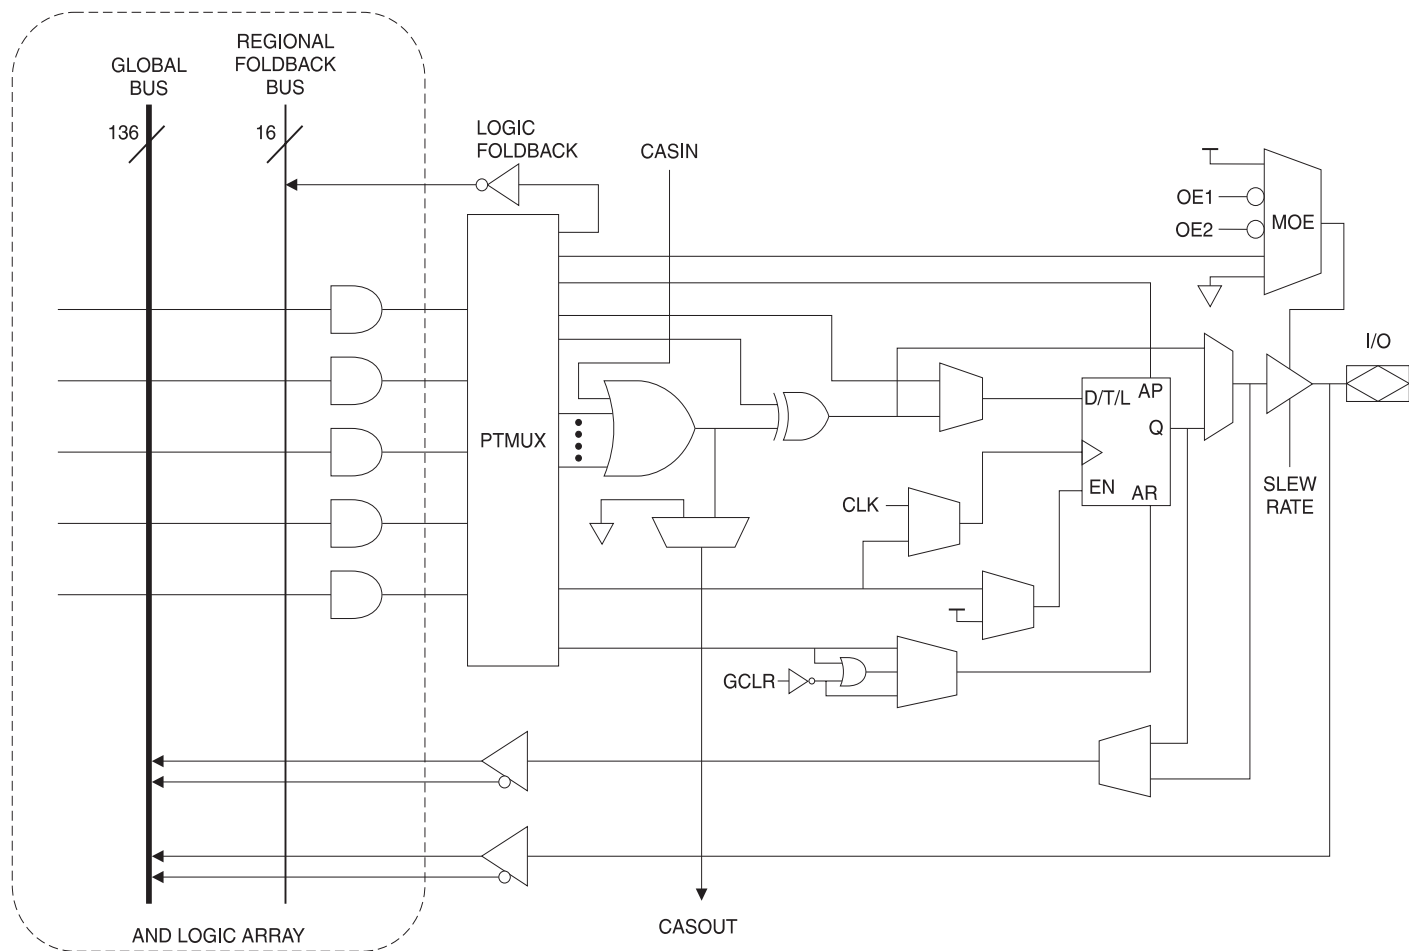 GLOBAL
BUS
REGIONAL
FOLDBACK
BUS
136
16
LOGIC
FOLDBACK
CASIN
OE1
OE2
MOE
I/O
PTMUX
D/T/L
AP
Q
EN
AR
CLK
SLEW
RATE
GCLR
CASOUT
AND LOGIC ARRAY